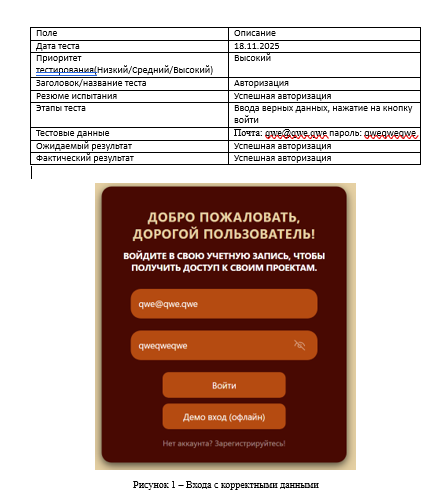 Поле Описание
Дата теста 18.11.2025
Приоритет Высокий
тестирования(Низкий/Средний/Высокий)
Заголовок/название теста Авторизация
Резюме испытания Успешная авторизация
Этапы теста Ввода верных данных, нажатие на кнопку
войти
Тестовые данные Почта: qwe@qwe.qwe пароль: qweqweqwe
Ожидаемый результат Успешная авторизация
Фактический результат Успешная авторизация
ДОБРО ПОЖАЛОВАТЬ,
ДОРОГОЙ ПОЛЬЗОВАТЕЛЬ!
ВОЙДИТЕ В СВОЮ УЧЕТНУЮ ЗАПИСЬ, ЧТОБЫ
ПОЛУЧИТЬ ДОСТУП К СВОИМ ПРОЕКТАМ.
qwe@qwe.qwe
qweqweqwe
Войти
Демо вход (офлайн)
Нет аккаунта? Зарегистрируйтесь!
Рисунок 1 – Входа с корректными данными